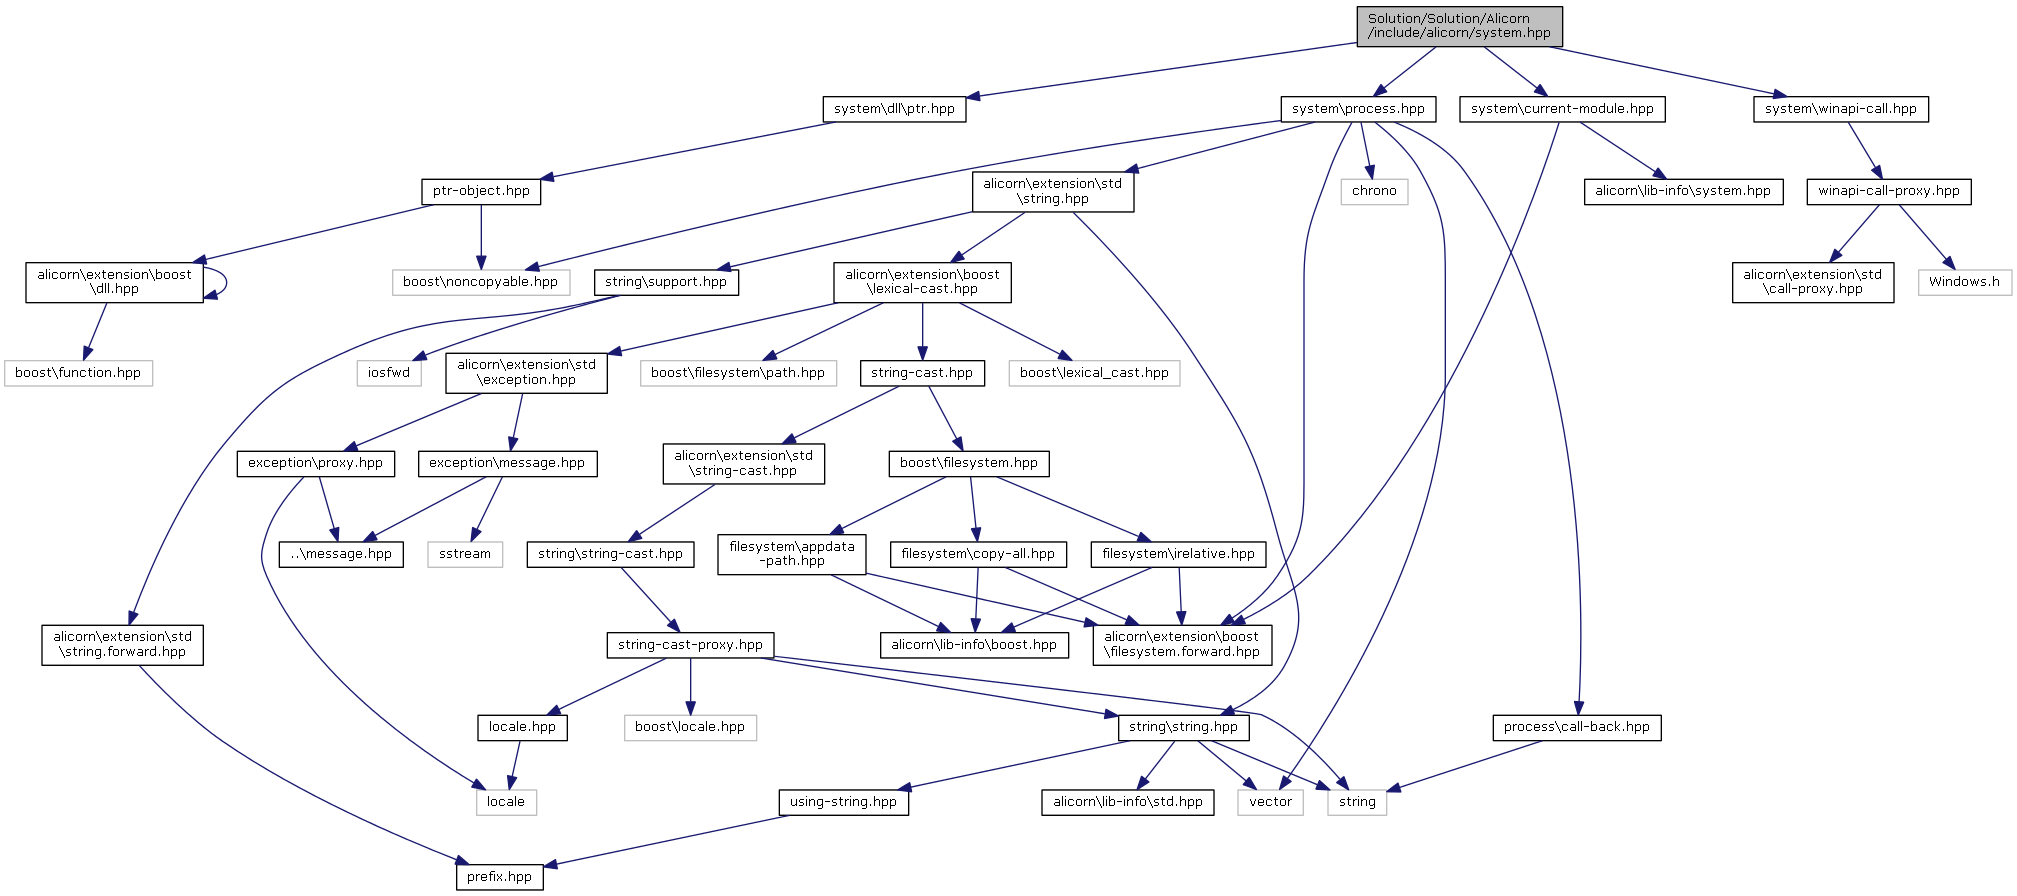 Solution/Solution/Alicorn
/include/alicorn/system.hpp
system\dll\ptr.hpp
system\process.hpp
system\current-module.hpp
system\winapi-call.hpp
ptr-object.hpp
alicorn\extension\std
\string.hpp
chrono
alicorn\lib-info\system.hpp
winapi-call-proxy.hpp
alicorn\extension\boost
\dll.hpp
boost\noncopyable.hpp
string\support.hpp
alicorn\extension\boost
\lexical-cast.hpp
alicorn\extension\std
\call-proxy.hpp
Windows.h
boost\function.hpp
iosfwd
alicorn\extension\std
\exception.hpp
boost\filesystem\path.hpp
string-cast.hpp
boost\lexical_cast.hpp
exception\proxy.hpp
exception\message.hpp
alicorn\extension\std
\string-cast.hpp
boost\filesystem.hpp
..\message.hpp
sstream
string\string-cast.hpp
filesystem\appdata
-path.hpp
filesystem\copy-all.hpp
filesystem\irelative.hpp
alicorn\extension\std
\string.forward.hpp
string-cast-proxy.hpp
alicorn\lib-info\boost.hpp
alicorn\extension\boost
\filesystem.forward.hpp
locale.hpp
boost\locale.hpp
string\string.hpp
process\call-back.hpp
locale
using-string.hpp
alicorn\lib-info\std.hpp
vector
string
prefix.hpp